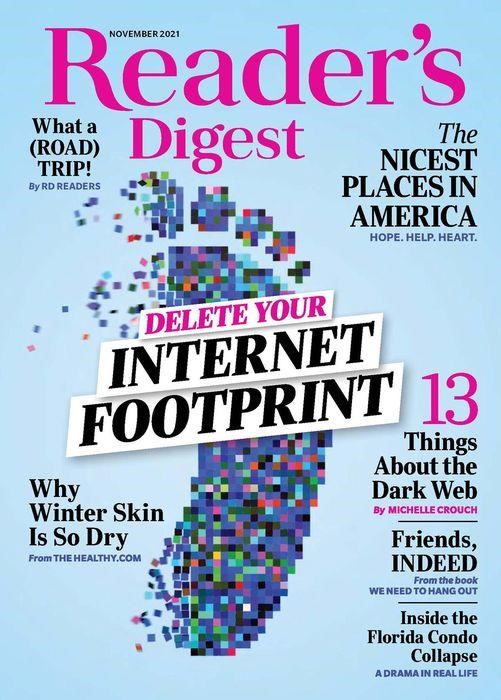 NOVEMBER 2021
Reader's
Digest
What a
(ROAD)
TRIP!
By RD READERS
The
NICEST
PLACES IN
AMERICA
HOPE. HELP. HEART.
DELETE YOUR
INTERNET
FOOTPRINT
13
Things
About the
Dark Web
By MICHELLE CROUCH
Why
Winter Skin
Is So Dry
From THE HEALTHY.COM
Friends,
INDEED
From the book
WE NEED TO HANG OUT
Inside the
Florida Condo
Collapse
A DRAMA IN REAL LIFE